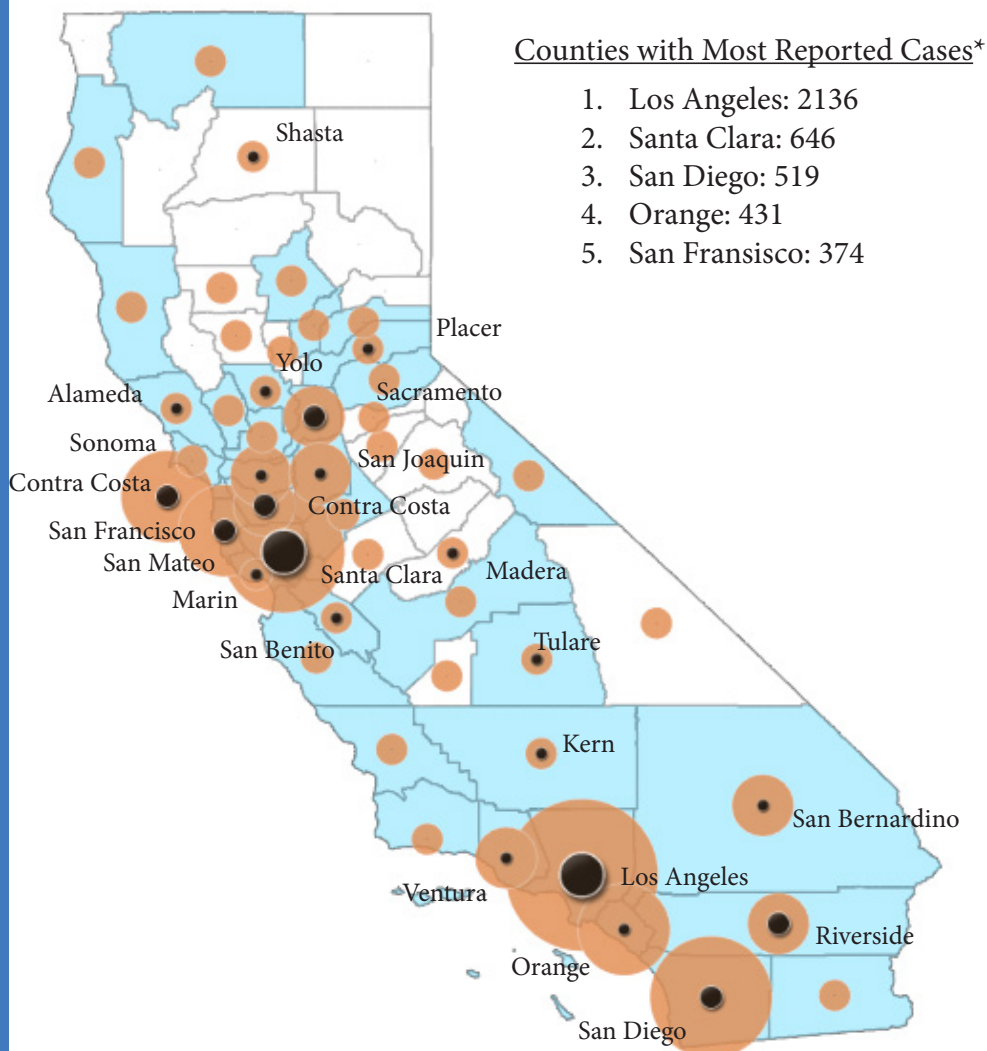 Counties with Most Reported Cases*
1. Los Angeles: 2136
2. Santa Clara: 646
3. San Diego: 519
4. Orange: 431
5. San Fransisco: 374
Shasta
Placer
Yolo
Alameda
Sacramento
Sonoma
San Joaquin
Contra Costa
Contra Costa
San Francisco
San Mateo
Santa Clara
Madera
Marin
San Benito
Tulare
Kern
San Bernardino
Los Angeles
Ventura
Riverside
Orange
San Diego